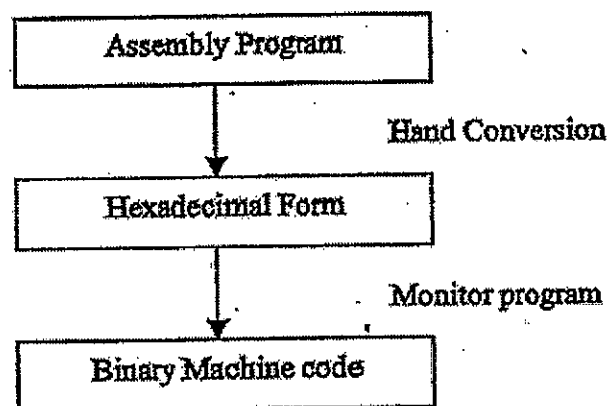 Assembly Program
Hand Conversion
Hexadecimal Form
Monitor program
Binary Machine code